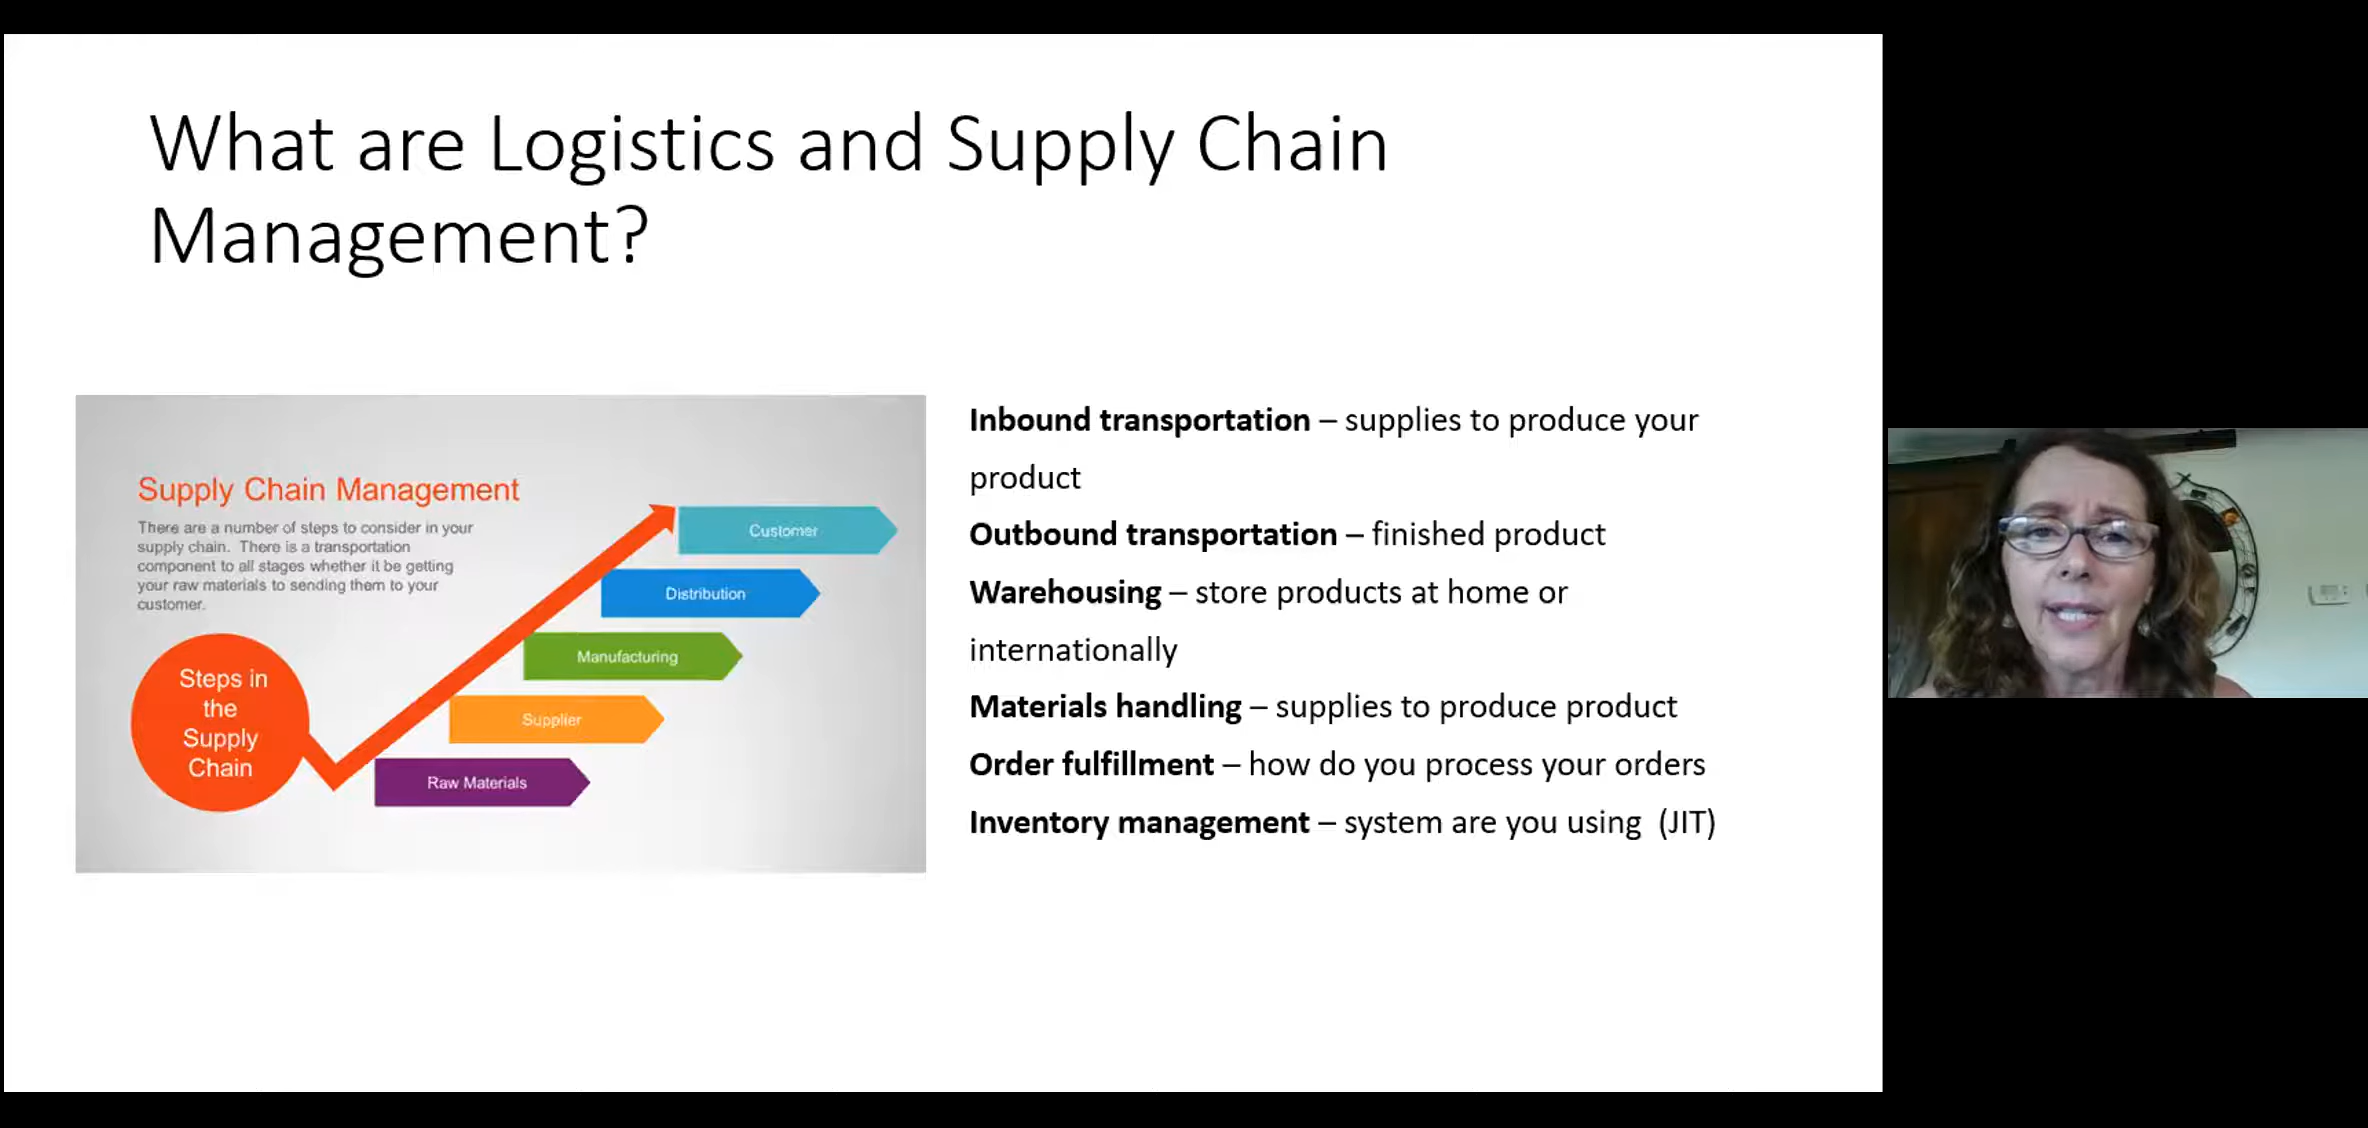 What are Logistics and Supply Chain
Management?
Supply Chain Management
There are a number of steps to consider in your
supply chain.  There is a transportation
component to all stages whether it be getting
your raw materials to sending them to your
customer.
Steps in
the
Supply
Chain
Customer
Distribution
Manufacturing
Supplier
Raw Materials
Inbound transportation – supplies to produce your
product
Outbound transportation – finished product
Warehousing – store products at home or
internationally
Materials handling – supplies to produce product
Order fulfillment – how do you process your orders
Inventory management – system are you using  (JIT)